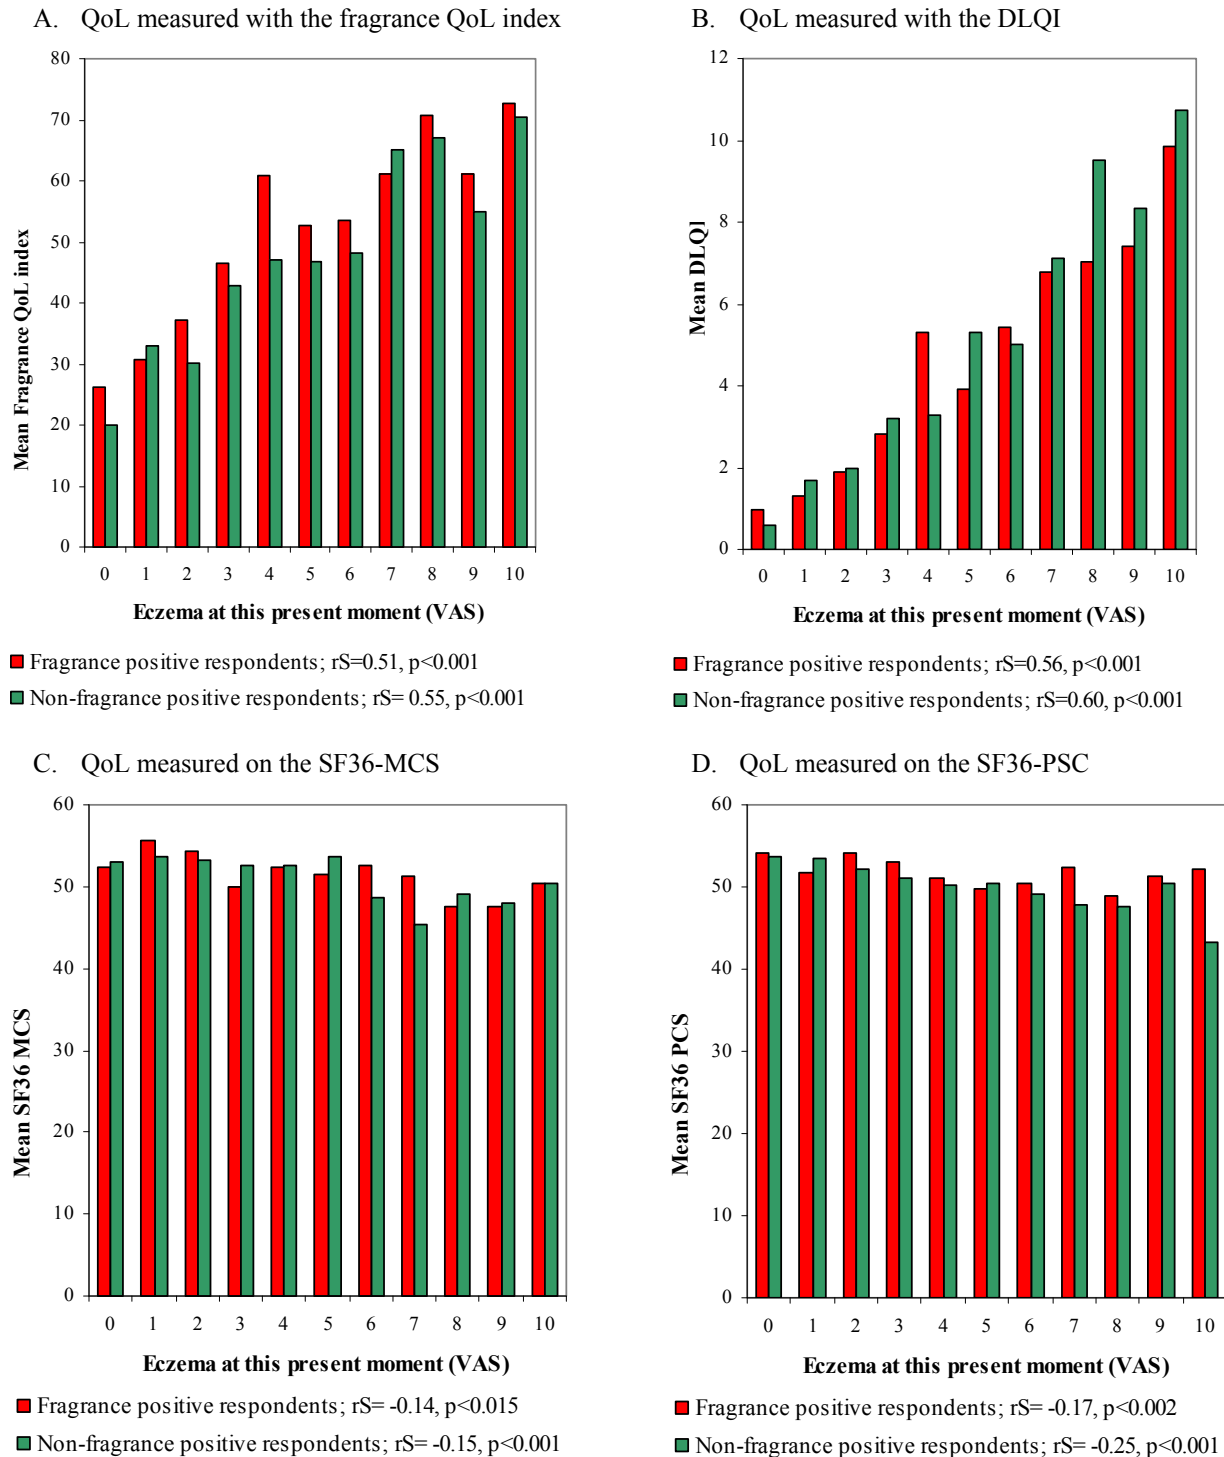 A. QoL measured with the fragrance QoL index
80
70
60
50
40
30
20
10
0
Mean Fragrance QoL index
0 1 2 3 4 5 6 7 8 9 10
Eczema at this present moment (VAS)
Fragrance positive respondents; rS=0.51, p<0.001
Non-fragrance positive respondents; rS= 0.55, p<0.001
B. QoL measured with the DLQI
12
10
8
6
4
2
0
Mean DLQI
0 1 2 3 4 5 6 7 8 9 10
Eczema at this present moment (VAS)
Fragrance positive respondents; rS=0.56, p<0.001
Non-fragrance positive respondents; rS=0.60, p<0.001
C. QoL measured on the SF36-MCS
60
50
40
30
20
10
0
Mean SF36 MCS
0 1 2 3 4 5 6 7 8 9 10
Eczema at this present moment (VAS)
Fragrance positive respondents; rS= -0.14, p<0.015
Non-fragrance positive respondents; rS= -0.15, p<0.001
D. QoL measured on the SF36-PSC
60
50
40
30
20
10
0
Mean SF36 PCS
0 1 2 3 4 5 6 7 8 9 10
Eczema at this present moment (VAS)
Fragrance positive respondents; rS= -0.17, p<0.002
Non-fragrance positive respondents; rS= -0.25, p<0.001